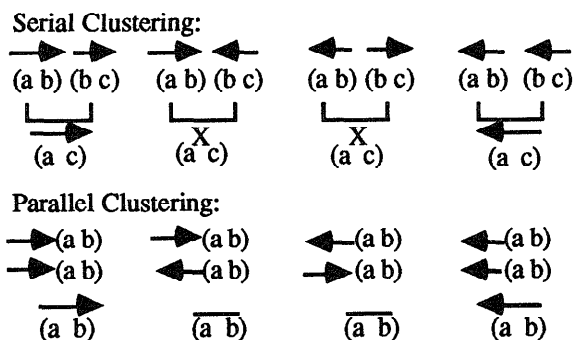 Serial Clustering:
(a b) (b c) (a b) (b c) (a b) (b c) (a b) (b c)
X X
(a c) (a c) (a c) (a c)
Parallel Clustering:
(a b) (a b) (a b) (a b)
(a b) (a b) (a b) (a b)
(a b) (a b) (a b) (a b)